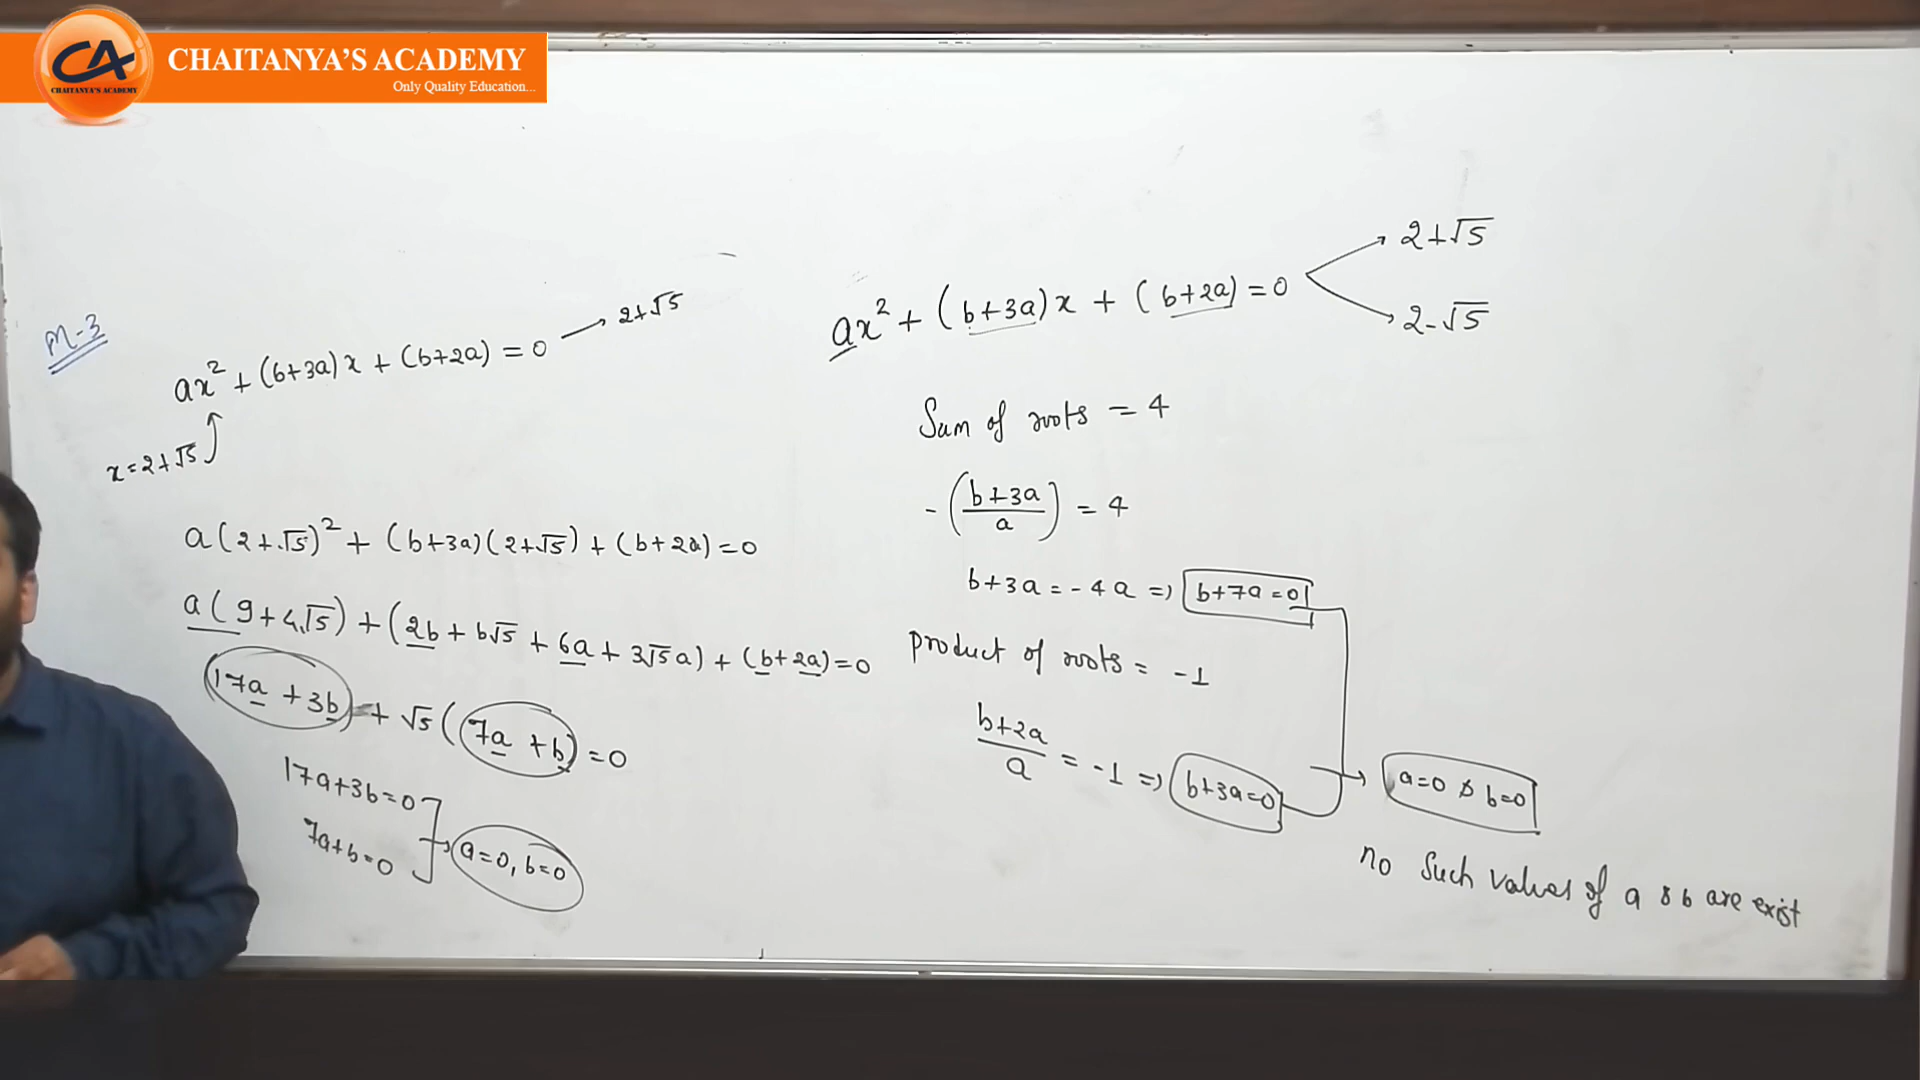 CA
CHAITANYA'S ACADEMY
CHAITANYA'S ACADEMY
Only Quality Education...
M-3
ax² + (b+3a)x + (b+2a) = 0 → 2+√5
x=2+√5
a(2+√5)² + (b+3a)(2+√5) + (b+2a) = 0
a(9+4√5) + (2b + b√5 + 6a + 3√5a) + (b+2a) = 0
(17a + 3b) + √5(7a + b) = 0
17a+3b=0
7a+b=0
a=0, b=0
ax² + (b+3a)x + (b+2a) = 0
2+√5
2-√5
Sum of roots = 4
-(b+3a/a) = 4
b+3a = -4a ⇒ b+7a=0
product of roots = -1
b+2a/a = -1 ⇒ b+3a=0
a=0 & b=0
no Such values of a & b are exist